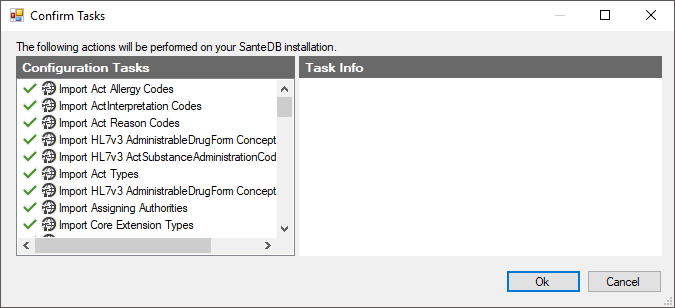 Confirm Tasks
The following actions will be performed on your SanteDB installation.
Configuration Tasks
Task Info
Import Act Allergy Codes
Import ActInterpretation Codes
Import Act Reason Codes
Import HL7v3 AdministrableDrugForm Concept
Import HL7v3 ActSubstanceAdministrationCod
Import Act Types
Import HL7v3 AdministrableDrugForm Concept
Import Assigning Authorities
Import Core Extension Types
Ok
Cancel